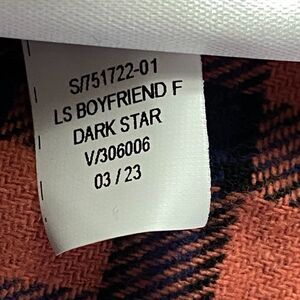 S/751722-01
LS BOYFRIEND F
DARK STAR
V/306006
03 / 23